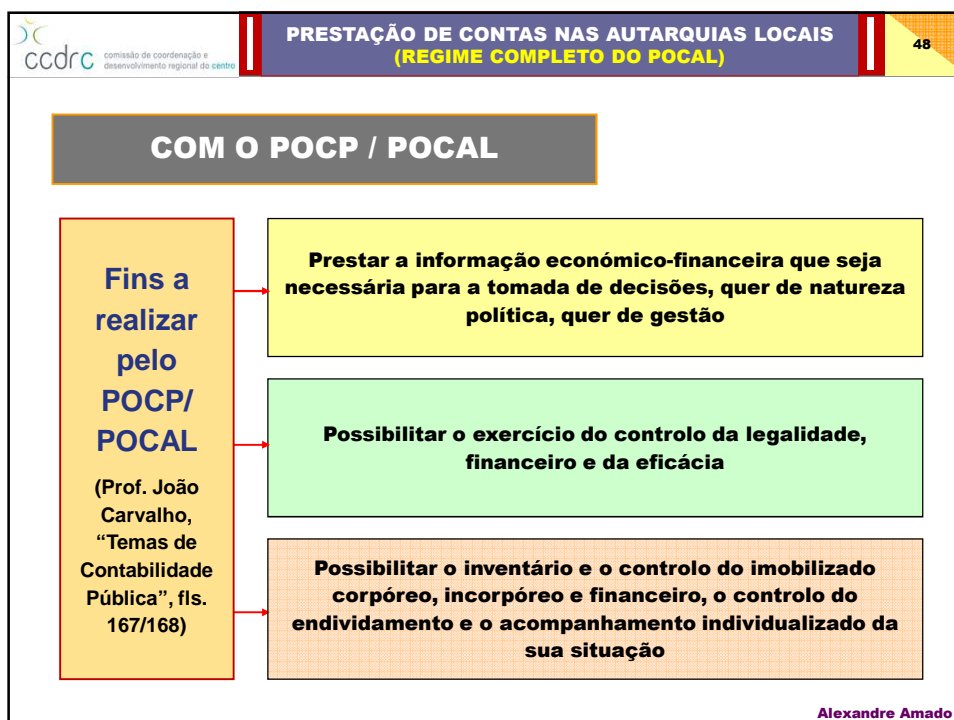 ccdrc
comissão de coordenação e
desenvolvimento regional do centro
PRESTAÇÃO DE CONTAS NAS AUTARQUIAS LOCAIS
(REGIME COMPLETO DO POCAL)
48
COM O POCP / POCAL
Fins a
realizar
pelo
POCP/
POCAL
(Prof. João
Carvalho,
“Temas de
Contabilidade
Pública”, fls.
167/168)
Prestar a informação económico-financeira que seja
necessária para a tomada de decisões, quer de natureza
política, quer de gestão
Possibilitar o exercício do controlo da legalidade,
financeiro e da eficácia
Possibilitar o inventário e o controlo do imobilizado
corpóreo, incorpóreo e financeiro, o controlo do
endividamento e o acompanhamento individualizado da
sua situação
Alexandre Amado